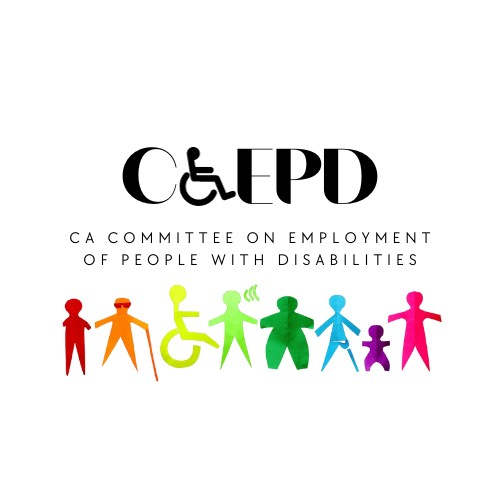 CCEPD
CA COMMITTEE ON EMPLOYMENT
OF PEOPLE WITH DISABILITIES